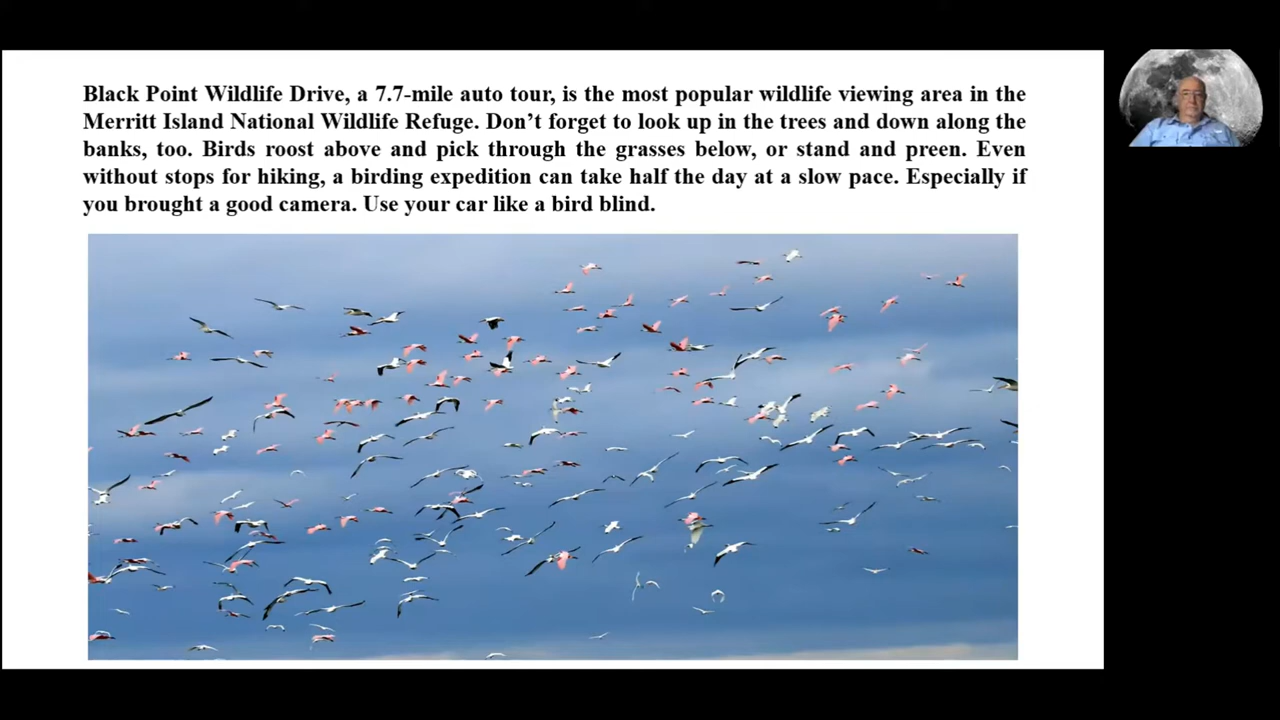 Black Point Wildlife Drive, a 7.7-mile auto tour, is the most popular wildlife viewing area in the
Merritt Island National Wildlife Refuge. Don’t forget to look up in the trees and down along the
banks, too. Birds roost above and pick through the grasses below, or stand and preen. Even
without stops for hiking, a birding expedition can take half the day at a slow pace. Especially if
you brought a good camera. Use your car like a bird blind.